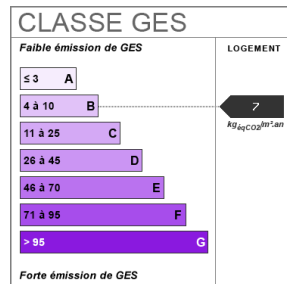 CLASSE GES
Faible émission de GES
LOGEMENT
≤ 3 A
4 à 10 B
7
kgéqCO2/m².an
11 à 25 C
26 à 45 D
46 à 70 E
71 à 95 F
> 95 G
Forte émission de GES